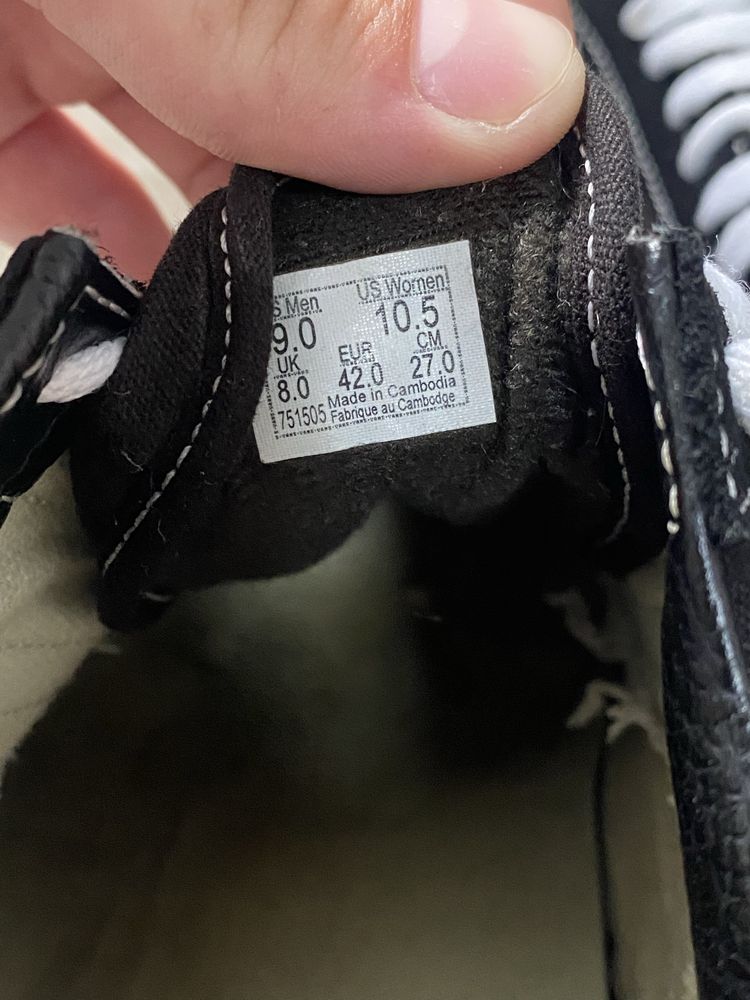 S Men US Women
9.0 10.5
UK EUR CM
8.0 42.0 27.0
751505 Made in Cambodia
Fabrique au Cambodge